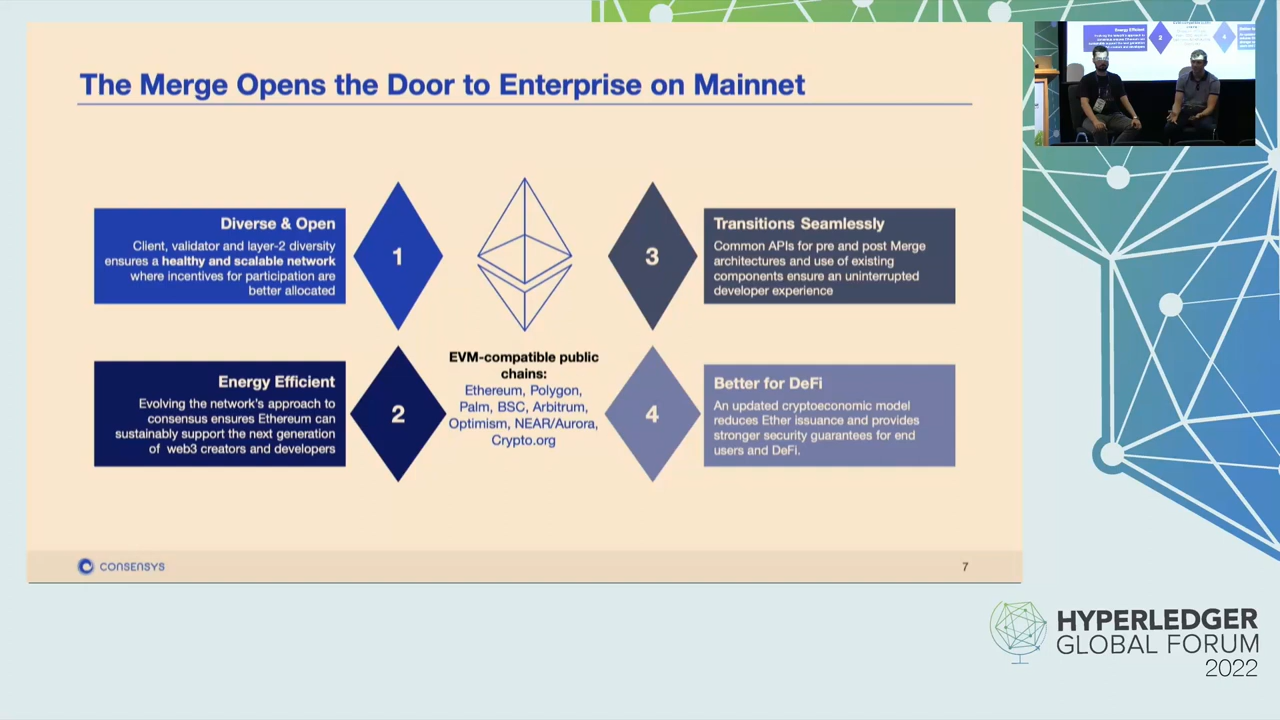 The Merge Opens the Door to Enterprise on Mainnet
Diverse & Open
Client, validator and layer-2 diversity
ensures a healthy and scalable network
where incentives for participation are
better allocated
1
Energy Efficient
Evolving the network's approach to
consensus ensures Ethereum can
sustainably support the next generation
of web3 creators and developers
2
EVM-compatible public
chains:
Ethereum, Polygon,
Palm, BSC, Arbitrum,
Optimism, NEAR/Aurora,
Crypto.org
3
Transitions Seamlessly
Common APIs for pre and post Merge
architectures and use of existing
components ensure an uninterrupted
developer experience
4
Better for DeFi
An updated cryptoeconomic model
reduces Ether issuance and provides
stronger security guarantees for end
users and DeFi.
CONSENSYS
7
Energy Efficient
2
4
HYPERLEDGER
GLOBAL FORUM
2022